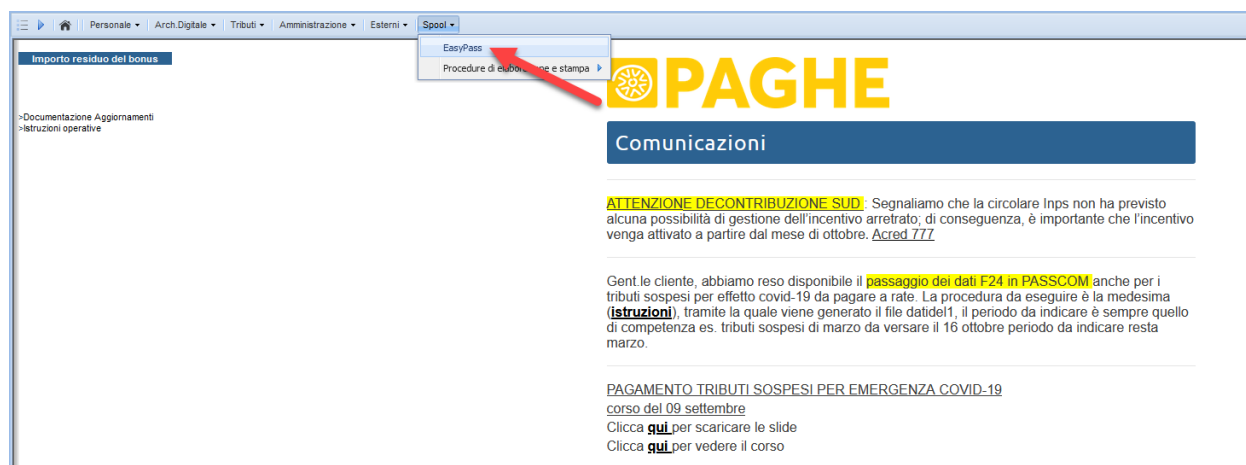 Personale Arch.Digitale Tributi Amministrazione Esterni Spool
EasyPass
Procedure di elaborazione e stampa
Importo residuo del bonus
>Documentazione Aggiornamenti
>Istruzioni operative
PAGHE
Comunicazioni
ATTENZIONE DECONTRIBUZIONE SUD : Segnaliamo che la circolare Inps non ha previsto
alcuna possibilità di gestione dell'incentivo arretrato; di conseguenza, è importante che l'incentivo
venga attivato a partire dal mese di ottobre. Acred 777
Gent.le cliente, abbiamo reso disponibile il passaggio dei dati F24 in PASSCOM anche per i
tributi sospesi per effetto covid-19 da pagare a rate. La procedura da eseguire è la medesima
(istruzioni), tramite la quale viene generato il file datidel1, il periodo da indicare è sempre quello
di competenza es. tributi sospesi di marzo da versare il 16 ottobre periodo da indicare resta
marzo.
PAGAMENTO TRIBUTI SOSPESI PER EMERGENZA COVID-19
corso del 09 settembre
Clicca qui per scaricare le slide
Clicca qui per vedere il corso